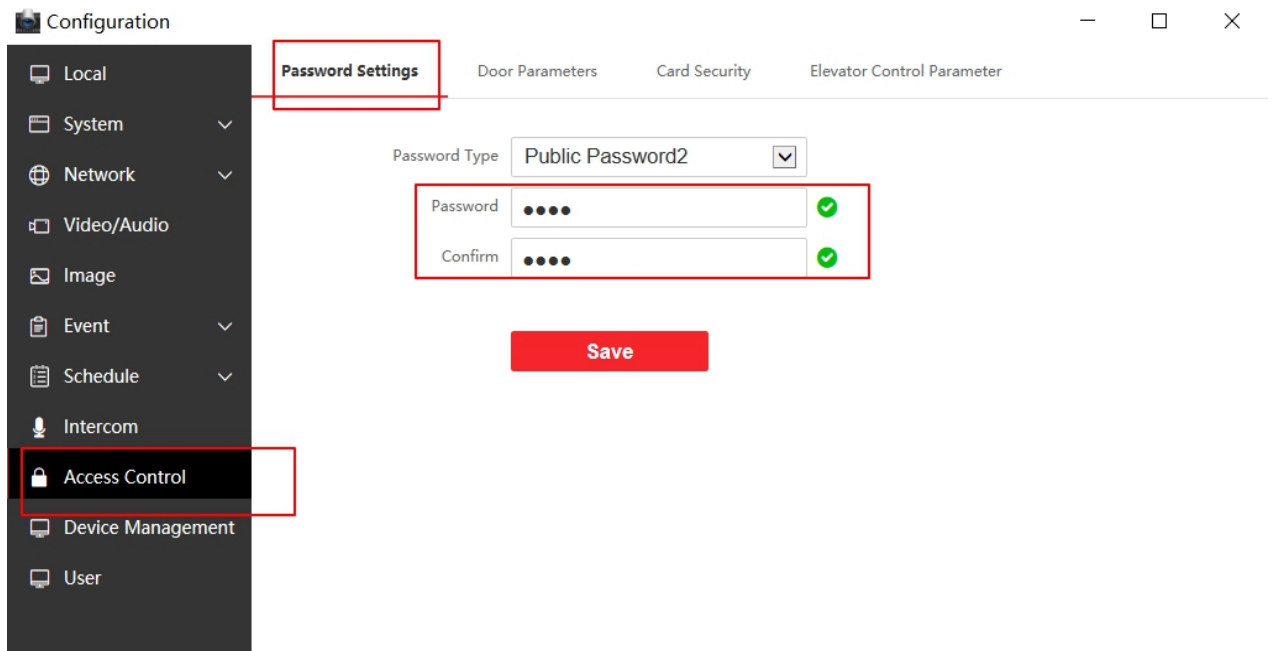 Configuration
Local
System
Network
Video/Audio
Image
Event
Schedule
Intercom
Access Control
Device Management
User
Password Settings Door Parameters Card Security Elevator Control Parameter
Password Type Public Password2
Password ●●●●
Confirm ●●●●
Save